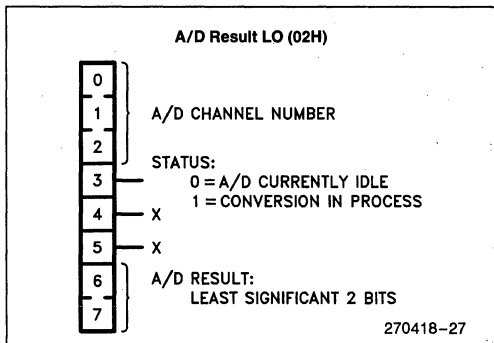 A/D Result LO (02H)
0
1 A/D CHANNEL NUMBER
2
STATUS:
3 0 = A/D CURRENTLY IDLE
1 = CONVERSION IN PROCESS
4 X
5 X
6 A/D RESULT:
LEAST SIGNIFICANT 2 BITS
7
270418-27